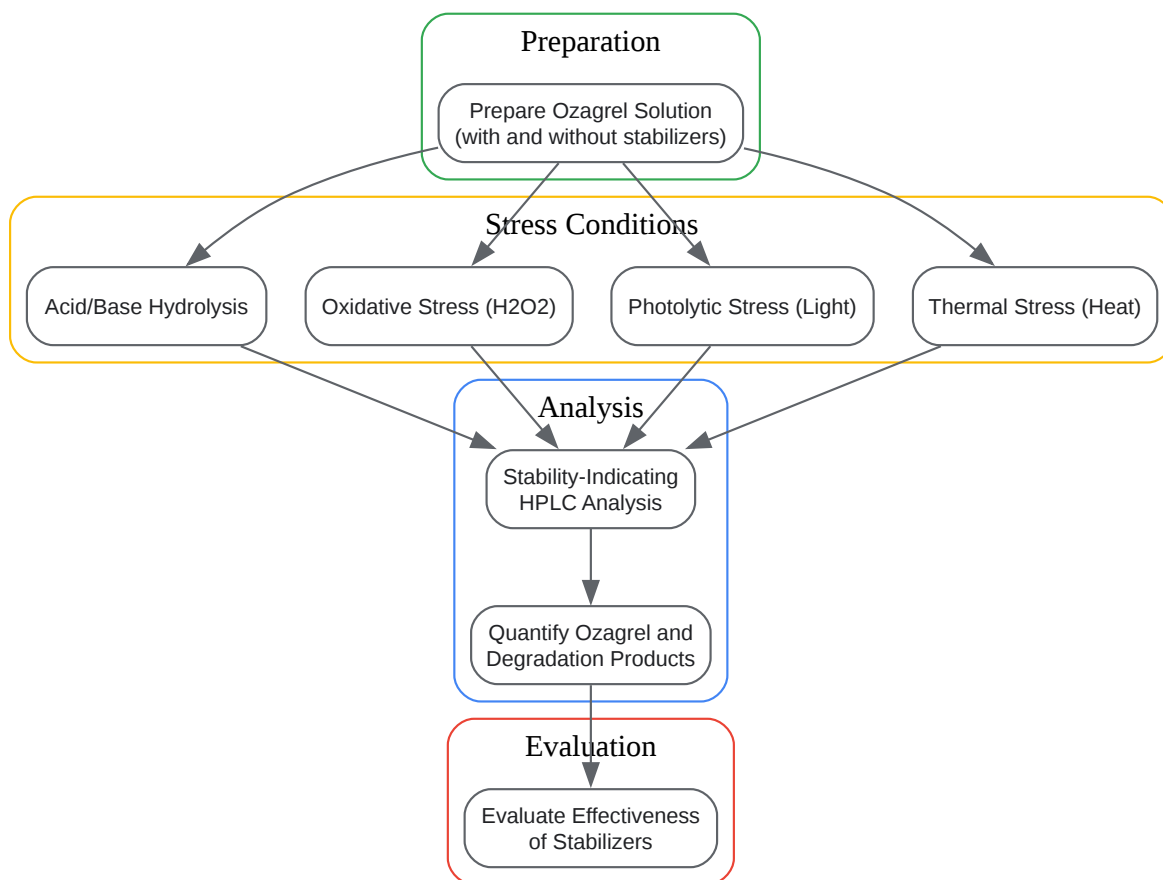 Preparation
Prepare Ozagrel Solution
(with and without stabilizers)
Stress Conditions
Acid/Base Hydrolysis
Oxidative Stress (H2O2)
Photolytic Stress (Light)
Thermal Stress (Heat)
Analysis
Stability-Indicating
HPLC Analysis
Quantify Ozagrel and
Degradation Products
Evaluation
Evaluate Effectiveness
of Stabilizers